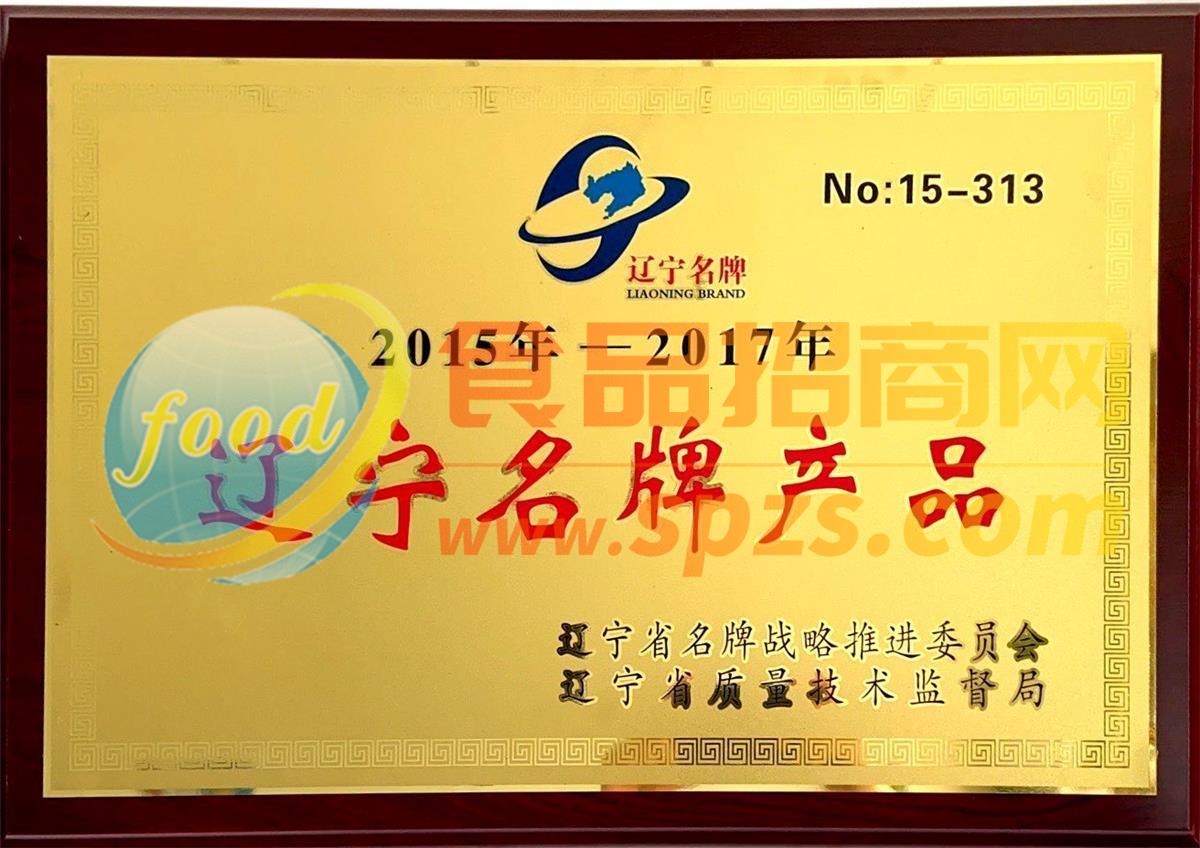 No:15-313
辽宁名牌
LIAONING BRAND
2015年—2017年
食品招商网
food
辽宁名牌产品
www.spzs.com
辽宁省名牌战略推进委员会
辽宁省质量技术监督局